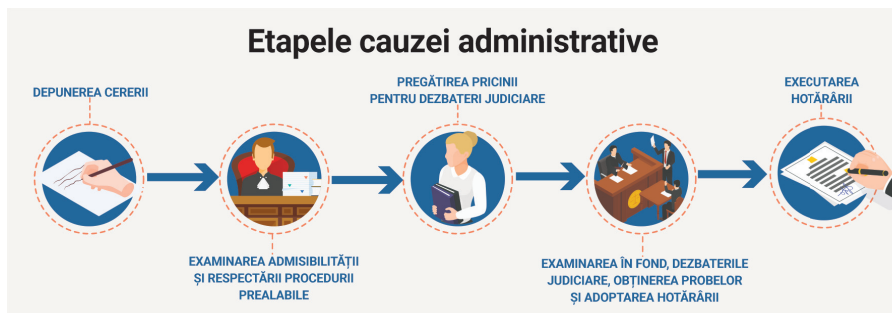 Etapele cauzei administrative
DEPUNEREA CERERII
EXAMINAREA ADMISIBILITĂȚII
ȘI RESPECTĂRII PROCEDURII
PREALABILE
PREGĂTIREA PRICINII
PENTRU DEZBATERI JUDICIARE
EXAMINAREA ÎN FOND, DEZBATERILE
JUDICIARE, OBȚINEREA PROBELOR
ȘI ADOPTAREA HOTĂRÂRII
EXECUTAREA
HOTĂRÂRII